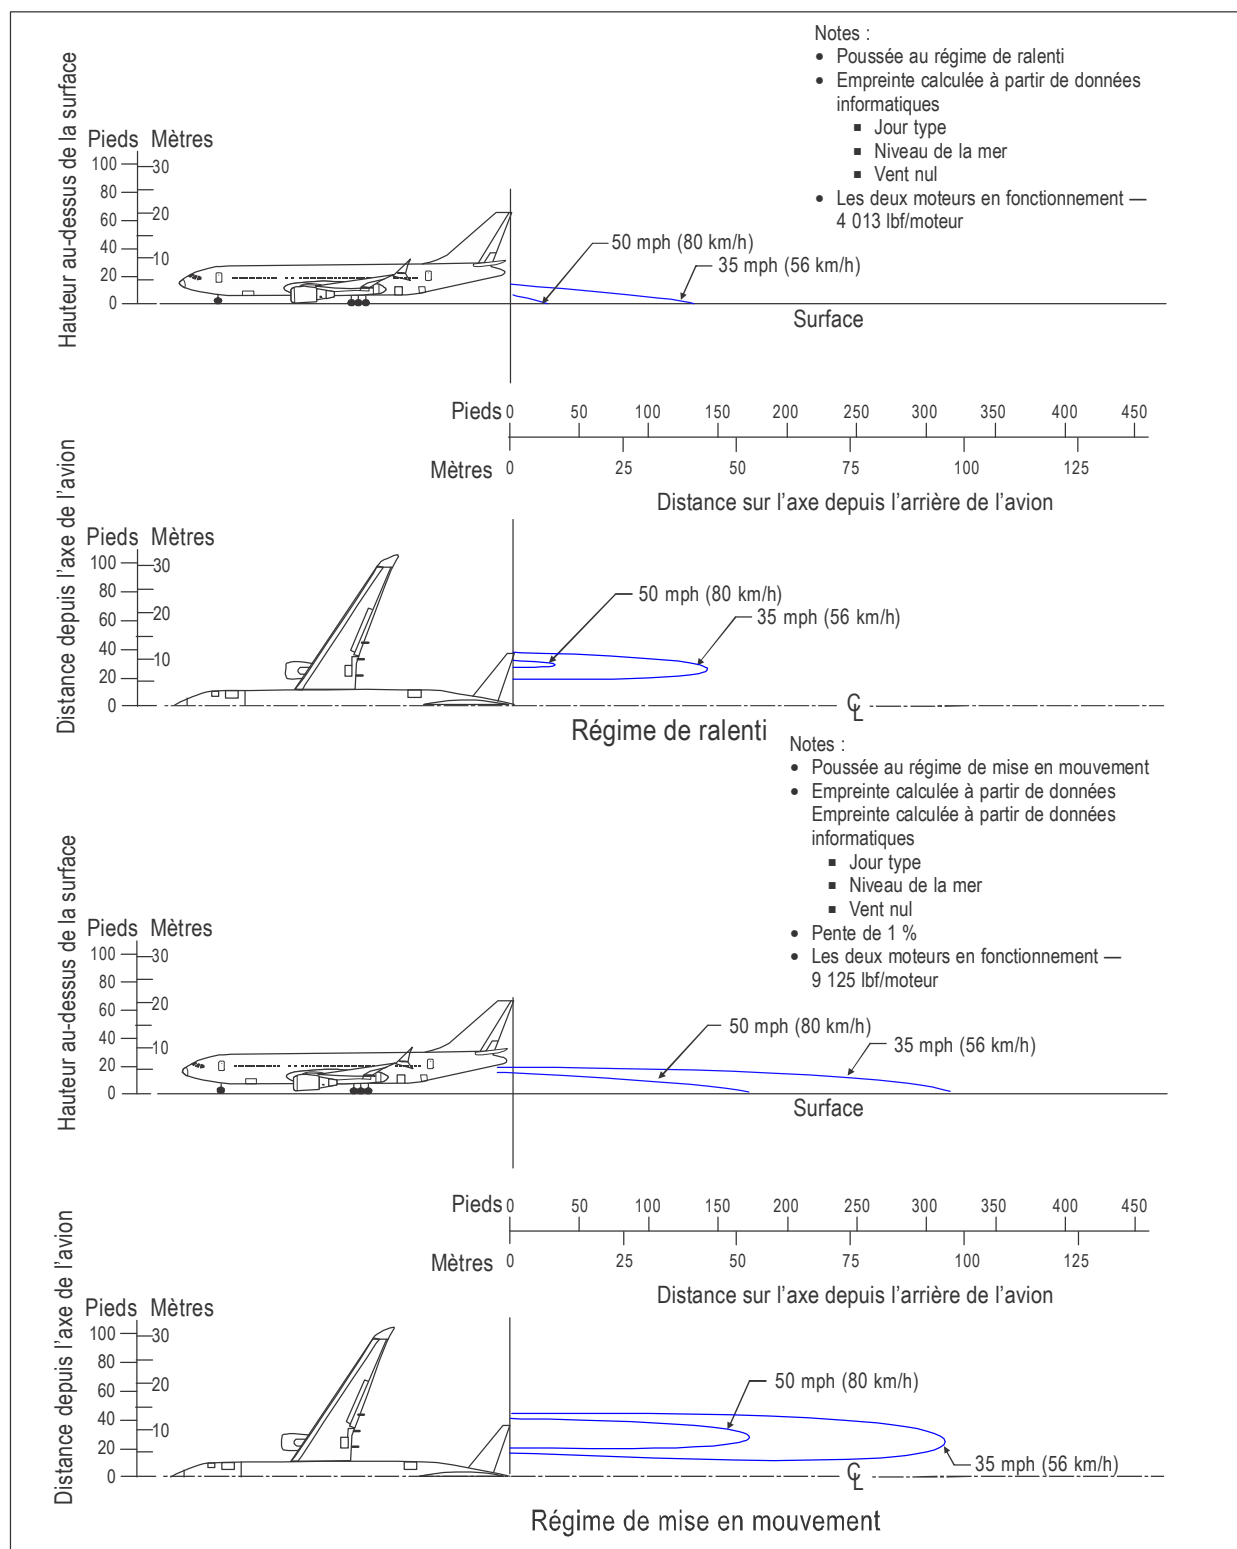 Notes :
• Poussée au régime de ralenti
• Empreinte calculée à partir de données
informatiques
▪ Jour type
▪ Niveau de la mer
▪ Vent nul
• Les deux moteurs en fonctionnement —
4 013 lbf/moteur
Hauteur au-dessus de la surface
Pieds Mètres
100
80
60
40
20
0
30
20
10
50 mph (80 km/h)
35 mph (56 km/h)
Surface
Pieds 0 50 100 150 200 250 300 350 400 450
Mètres 0 25 50 75 100 125
Distance sur l'axe depuis l'arrière de l'avion
Distance depuis l'axe de l'avion
Pieds Mètres
100
80
60
40
20
0
30
20
10
50 mph (80 km/h)
35 mph (56 km/h)
CL
Régime de ralenti
Notes :
• Poussée au régime de mise en mouvement
• Empreinte calculée à partir de données
Empreinte calculée à partir de données
informatiques
▪ Jour type
▪ Niveau de la mer
▪ Vent nul
• Pente de 1 %
• Les deux moteurs en fonctionnement —
9 125 lbf/moteur
Hauteur au-dessus de la surface
Pieds Mètres
100
80
60
40
20
0
30
20
10
50 mph (80 km/h)
35 mph (56 km/h)
Surface
Pieds 0 50 100 150 200 250 300 350 400 450
Mètres 0 25 50 75 100 125
Distance sur l'axe depuis l'arrière de l'avion
Distance depuis l'axe de l'avion
Pieds Mètres
100
80
60
40
20
0
30
20
10
50 mph (80 km/h)
35 mph (56 km/h)
CL
Régime de mise en mouvement